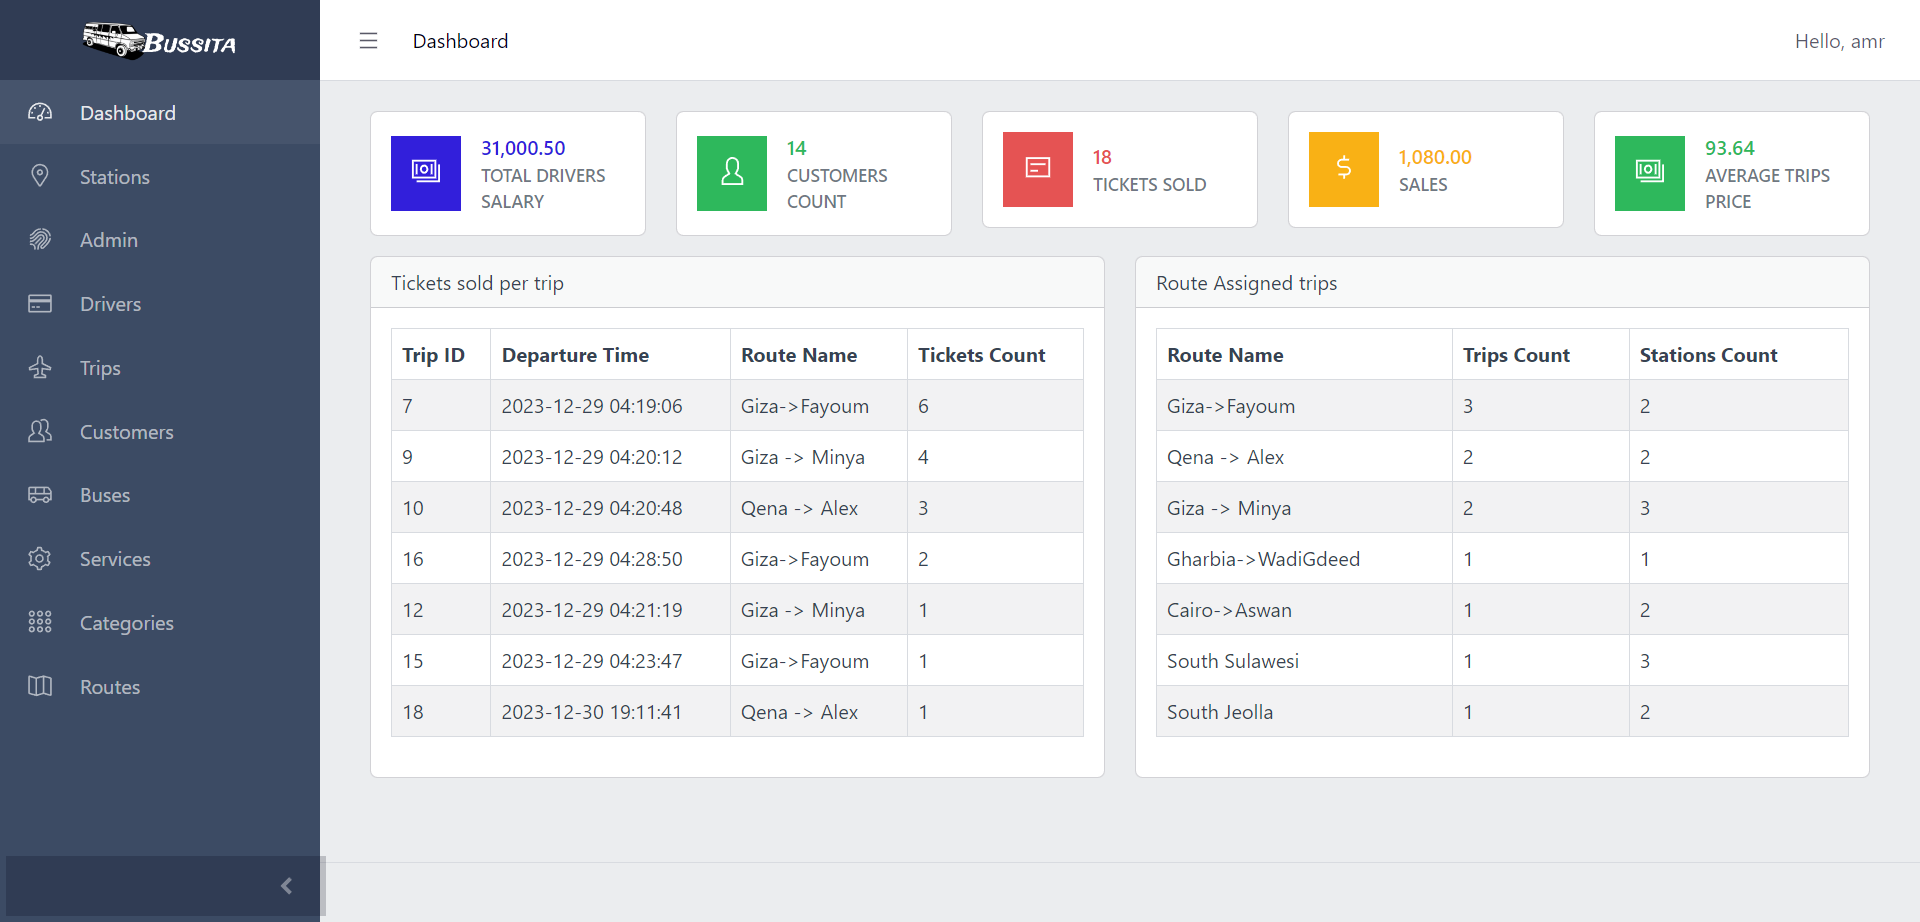 BUSSITA
Dashboard
Hello, amr
Dashboard
Stations
Admin
Drivers
Trips
Customers
Buses
Services
Categories
Routes
31,000.50
TOTAL DRIVERS
SALARY
14
CUSTOMERS
COUNT
18
TICKETS SOLD
$
1,080.00
SALES
93.64
AVERAGE TRIPS
PRICE
Tickets sold per trip
Trip ID Departure Time Route Name Tickets Count
7 2023-12-29 04:19:06 Giza->Fayoum 6
9 2023-12-29 04:20:12 Giza -> Minya 4
10 2023-12-29 04:20:48 Qena -> Alex 3
16 2023-12-29 04:28:50 Giza->Fayoum 2
12 2023-12-29 04:21:19 Giza -> Minya 1
15 2023-12-29 04:23:47 Giza->Fayoum 1
18 2023-12-30 19:11:41 Qena -> Alex 1
Route Assigned trips
Route Name Trips Count Stations Count
Giza->Fayoum 3 2
Qena -> Alex 2 2
Giza -> Minya 2 3
Gharbia->WadiGdeed 1 1
Cairo->Aswan 1 2
South Sulawesi 1 3
South Jeolla 1 2